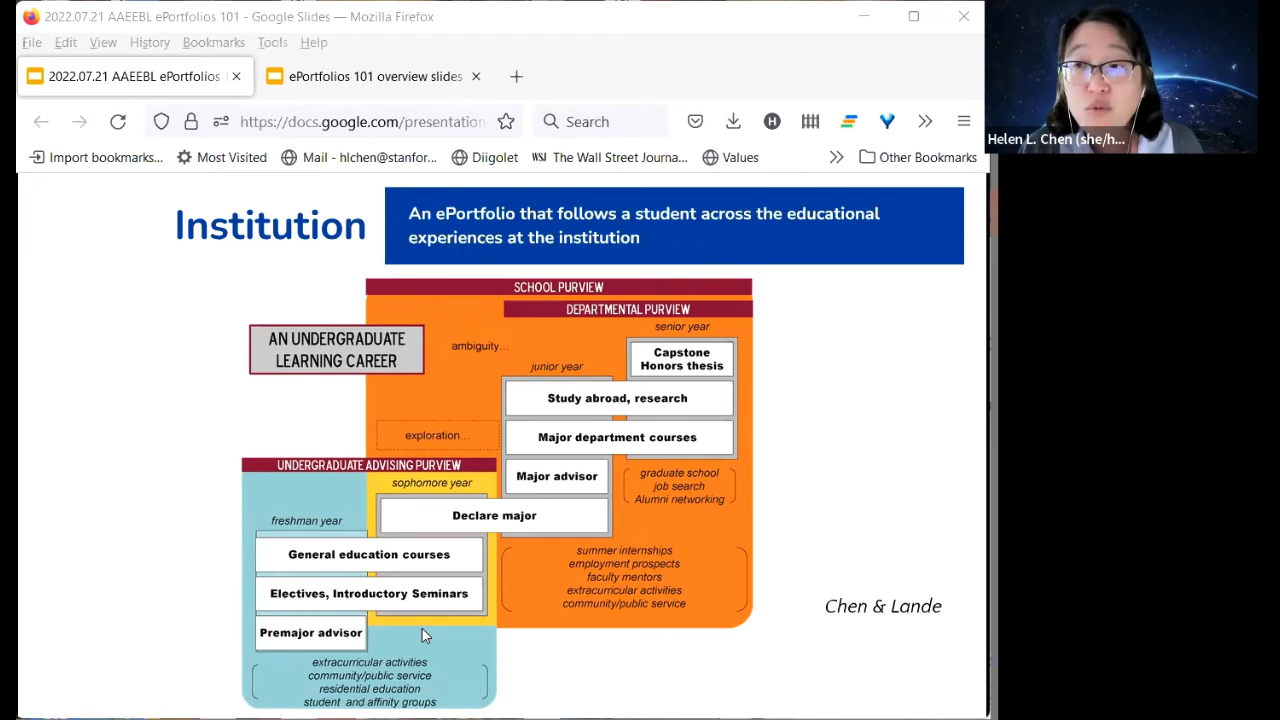 2022.07.21 AAEEBL ePortfolios 101 - Google Slides — Mozilla Firefox
File Edit View History Bookmarks Tools Help
2022.07.21 AAEEBL ePortfolios
ePortfolios 101 overview slides
https://docs.google.com/presentation
Search
H
Import bookmarks...
Most Visited
Mail - hlchen@stanfor...
Diigolet
WSJ The Wall Street Journa...
Values
Other Bookmarks
Helen L. Chen (she/h...
Institution
An ePortfolio that follows a student across the educational
experiences at the institution
SCHOOL PURVIEW
DEPARTMENTAL PURVIEW
senior year
AN UNDERGRADUATE
LEARNING CAREER
ambiguity...
Capstone
Honors thesis
junior year
Study abroad, research
exploration...
Major department courses
UNDERGRADUATE ADVISING PURVIEW
Major advisor
graduate school
job search
Alumni networking
sophomore year
Declare major
freshman year
General education courses
summer internships
employment prospects
faculty mentors
extracurricular activities
community/public service
Electives, Introductory Seminars
Chen & Lande
Premajor advisor
extracurricular activities
community/public service
residential education
student and affinity groups